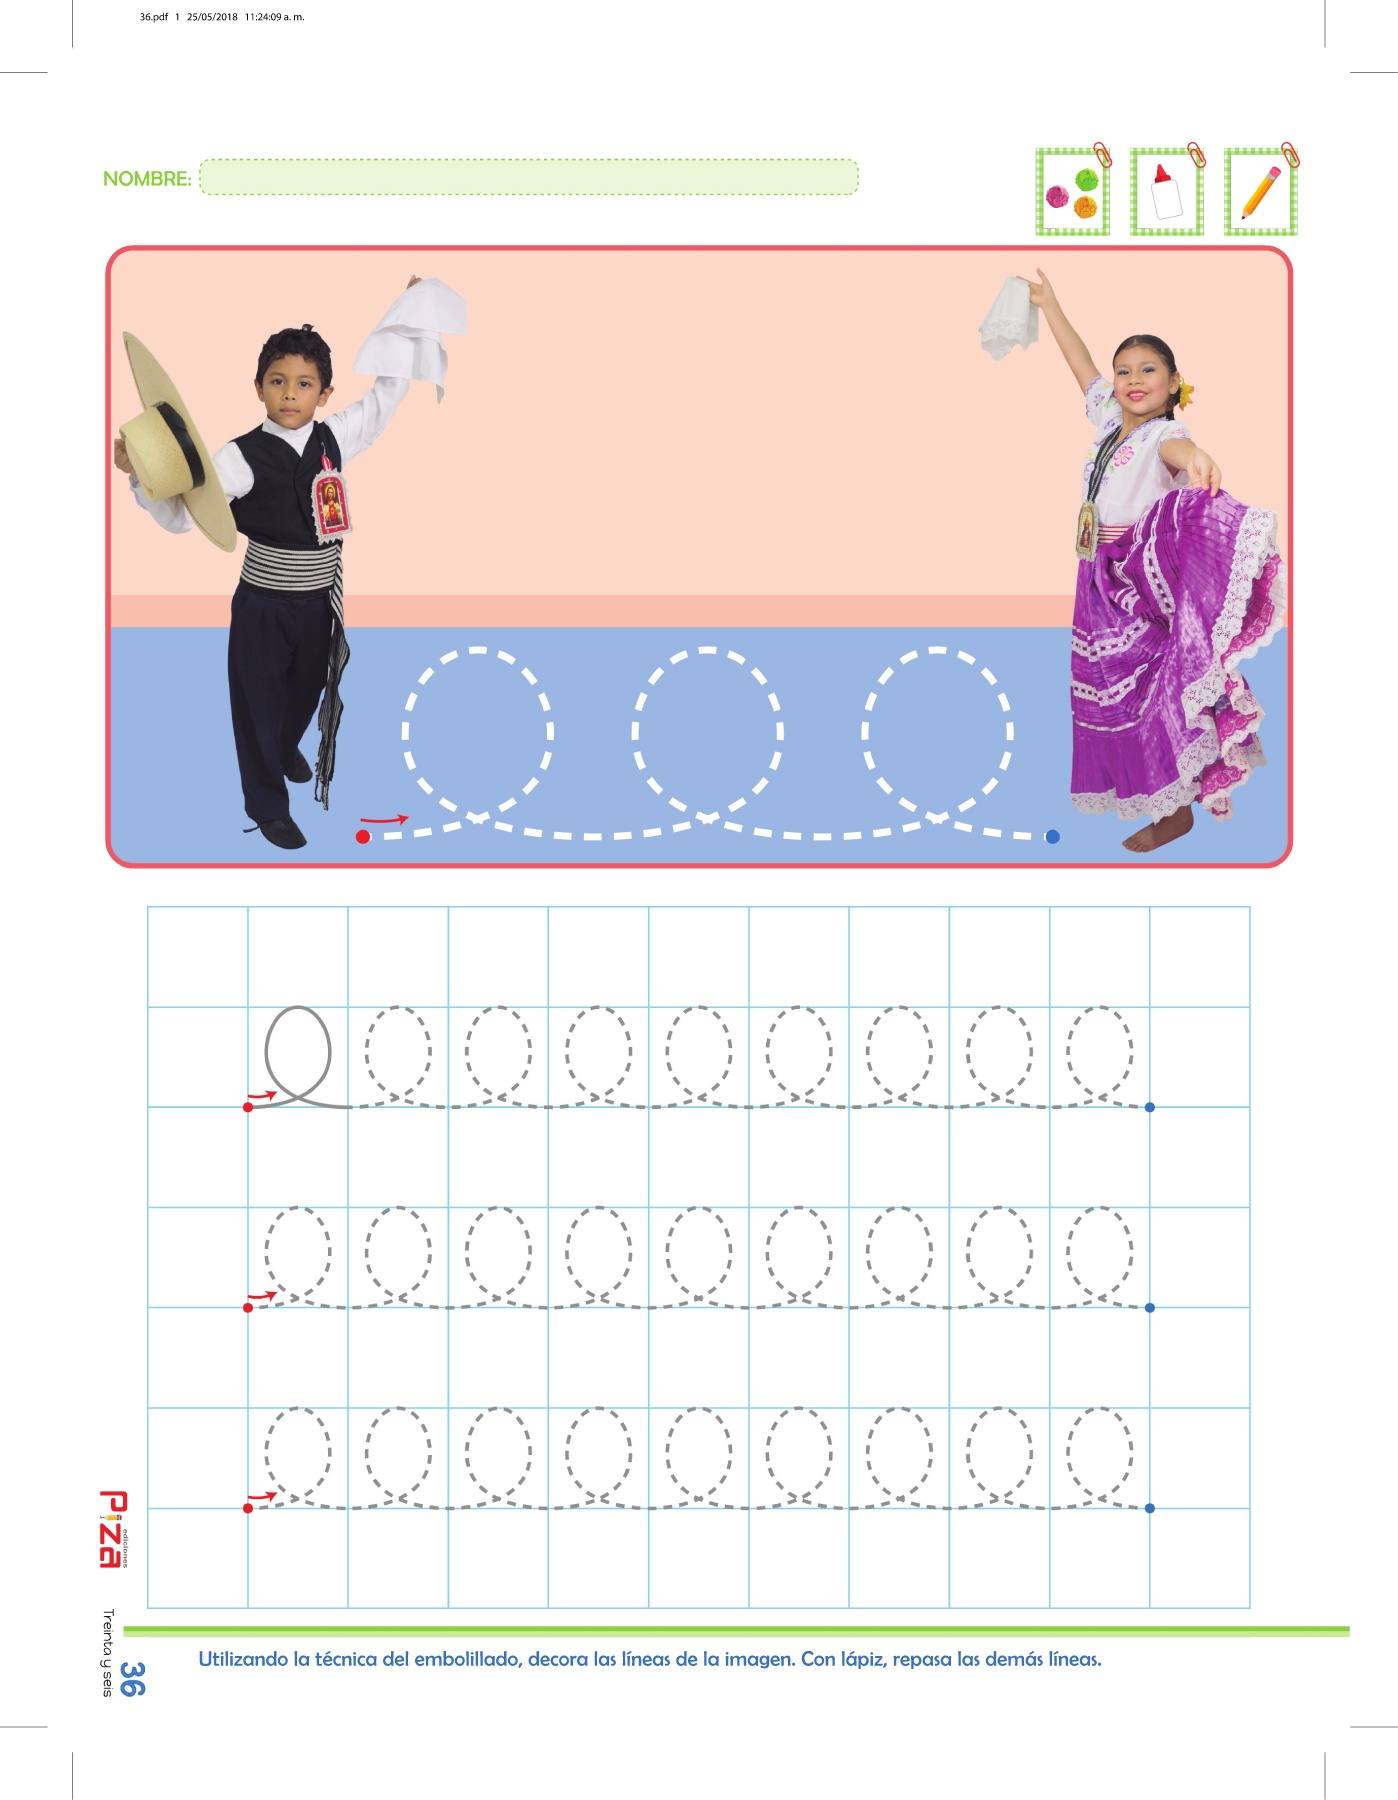 36.pdf 1 25/05/2018 11:24:09 a. m.
NOMBRE:
Piza
ediciones
Treinta y seis
36
Utilizando la técnica del embolillado, decora las líneas de la imagen. Con lápiz, repasa las demás líneas.